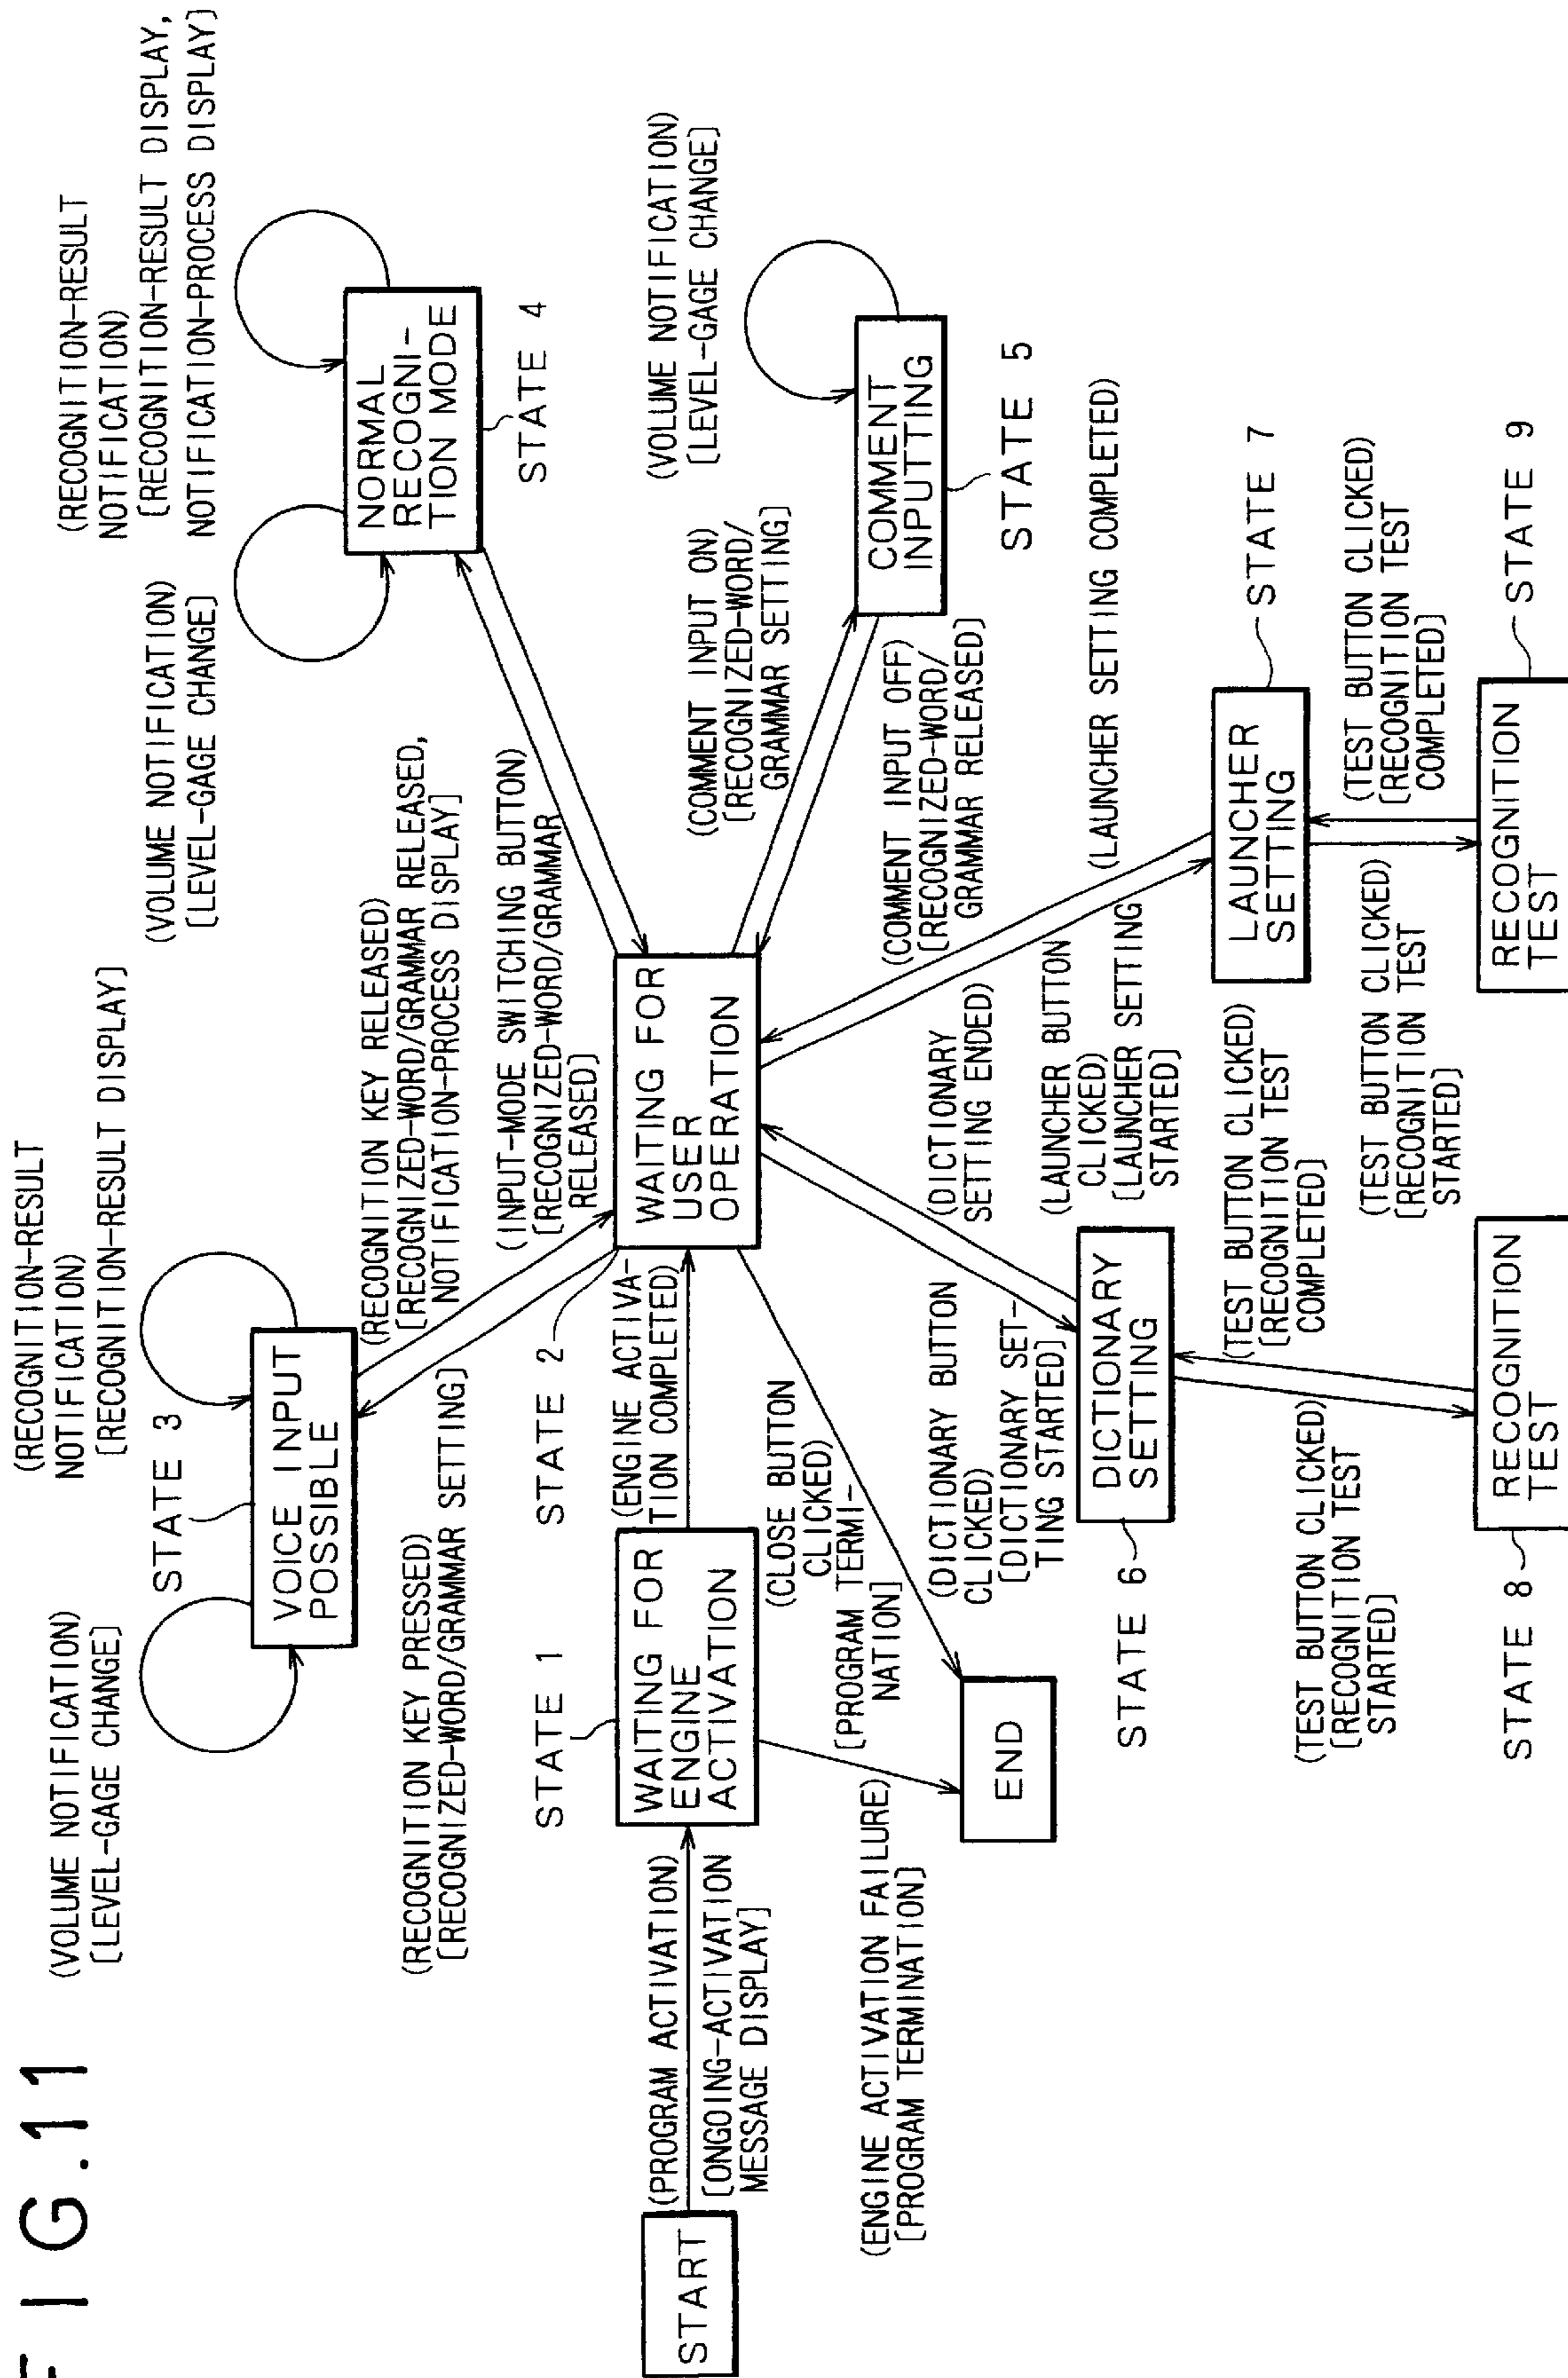 FIG.11
(VOLUME NOTIFICATION)
[LEVEL-GAGE CHANGE]
(RECOGNITION-RESULT
NOTIFICATION)
[RECOGNITION-RESULT DISPLAY]
STATE 3
VOICE INPUT
POSSIBLE
(RECOGNITION KEY PRESSED)
[RECOGNIZED-WORD/GRAMMAR SETTING]
(RECOGNITION KEY RELEASED)
[RECOGNIZED-WORD/GRAMMAR RELEASED,
NOTIFICATION-PROCESS DISPLAY]
(VOLUME NOTIFICATION)
[LEVEL-GAGE CHANGE]
(RECOGNITION-RESULT
NOTIFICATION)
[RECOGNITION-RESULT DISPLAY,
NOTIFICATION-PROCESS DISPLAY]
NORMAL
RECOGNI-
TION MODE
STATE 4
(INPUT-MODE SWITCHING BUTTON)
[RECOGNIZED-WORD/GRAMMAR
RELEASED]
START
(PROGRAM ACTIVATION)
[ONGOING-ACTIVATION
MESSAGE DISPLAY]
STATE 1
WAITING FOR
ENGINE
ACTIVATION
STATE 2
(ENGINE ACTIVA-
TION COMPLETED)
WAITING FOR
USER
OPERATION
(COMMENT INPUT ON)
[RECOGNIZED-WORD/
GRAMMAR SETTING]
(VOLUME NOTIFICATION)
[LEVEL-GAGE CHANGE]
COMMENT
INPUTTING
STATE 5
(COMMENT INPUT OFF)
[RECOGNIZED-WORD/
GRAMMAR RELEASED]
(ENGINE ACTIVATION FAILURE)
[PROGRAM TERMINATION]
(CLOSE BUTTON
CLICKED)
[PROGRAM TERMI-
NATION]
END
(DICTIONARY BUTTON
CLICKED)
[DICTIONARY SET-
TING STARTED]
(DICTIONARY
SETTING ENDED)
STATE 6
DICTIONARY
SETTING
(LAUNCHER BUTTON
CLICKED)
[LAUNCHER SETTING
STARTED]
(LAUNCHER SETTING COMPLETED)
LAUNCHER
SETTING
STATE 7
(TEST BUTTON CLICKED)
[RECOGNITION TEST
STARTED]
(TEST BUTTON CLICKED)
[RECOGNITION TEST
COMPLETED]
(TEST BUTTON CLICKED)
[RECOGNITION TEST
STARTED]
(TEST BUTTON CLICKED)
[RECOGNITION TEST
COMPLETED]
STATE 8
RECOGNITION
TEST
RECOGNITION
TEST
STATE 9